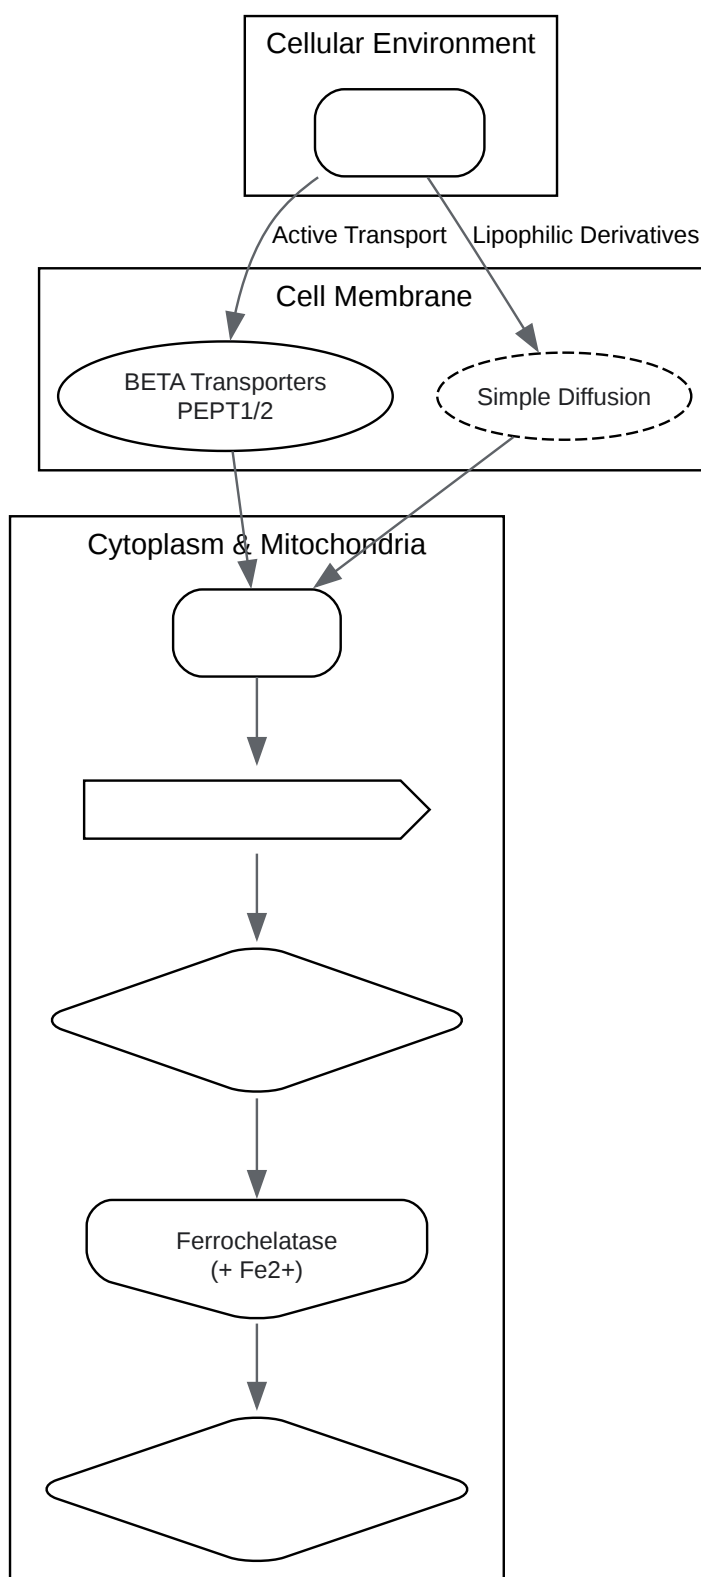 Cellular Environment
Active Transport
Lipophilic Derivatives
Cell Membrane
BETA Transporters
PEPT1/2
Simple Diffusion
Cytoplasm & Mitochondria
Ferrochelatase
(+ Fe2+)